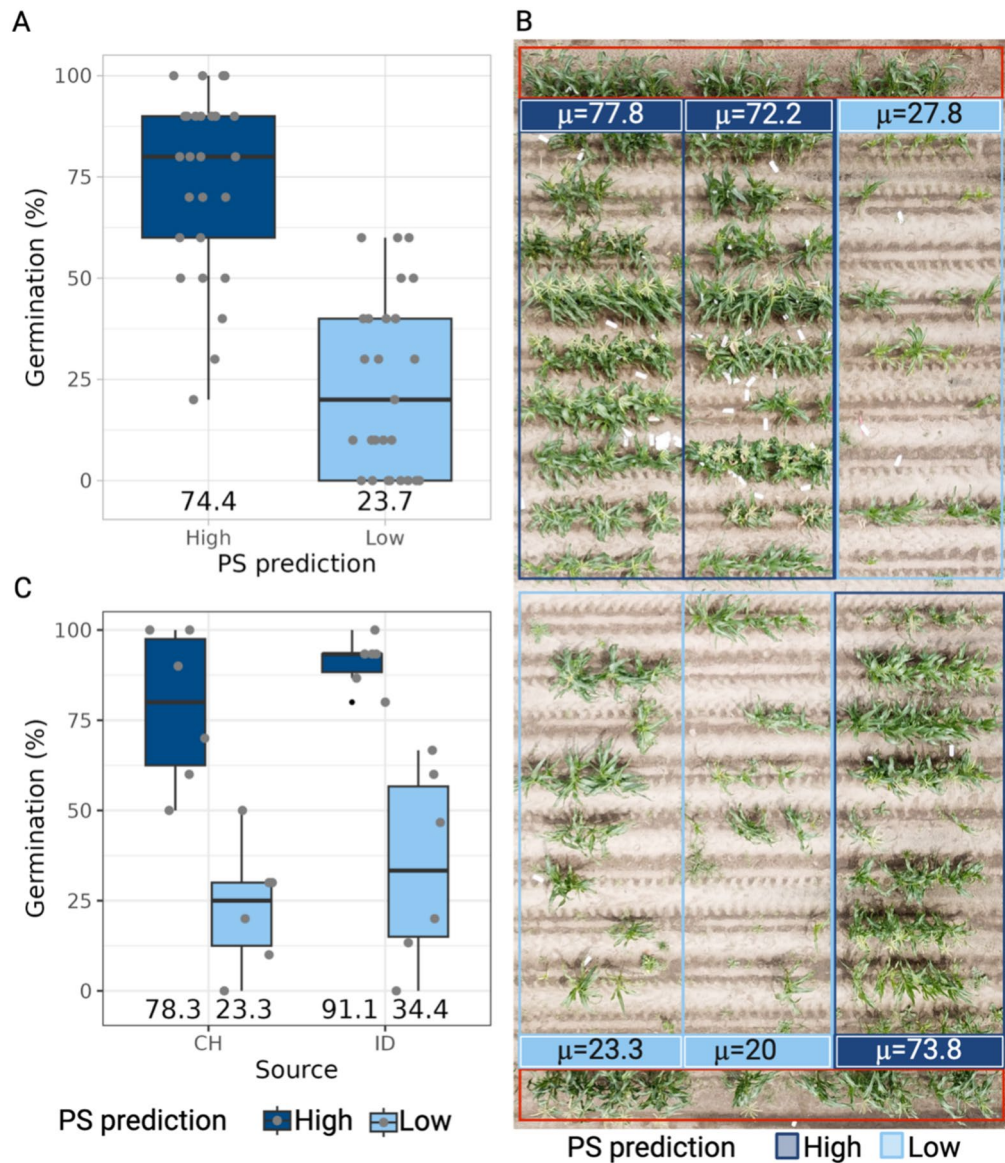 A
Germination (%)
100
75
50
25
0
74.4 23.7
High Low
PS prediction
B
μ=77.8 μ=72.2 μ=27.8
μ=23.3 μ=20 μ=73.8
PS prediction High Low
C
Germination (%)
100
75
50
25
0
78.3 23.3 91.1 34.4
CH ID
Source
PS prediction High Low